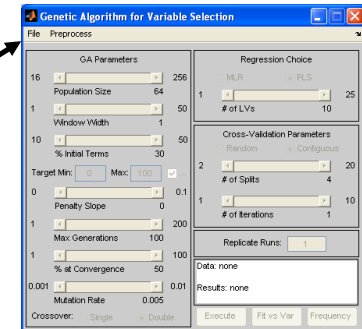 Genetic Algorithm for Variable Selection
File Preprocess
GA Parameters
16 256
Population Size 64
1 50
Window Width 1
10 50
% Initial Terms 30
Target Min: 0 Max: 100
0 0.1
Penalty Slope 0
1 200
Max Generations 100
1 100
% at Convergence 50
0.001 0.01
Mutation Rate 0.005
Crossover: Single Double
Regression Choice
MLR PLS
1 25
# of LVs 10
Cross-Validation Parameters
Random Contiguous
2 20
# of Splits 4
1 10
# of Iterations 1
Replicate Runs: 1
Data: none
Results: none
Execute Fit vs Var Frequency